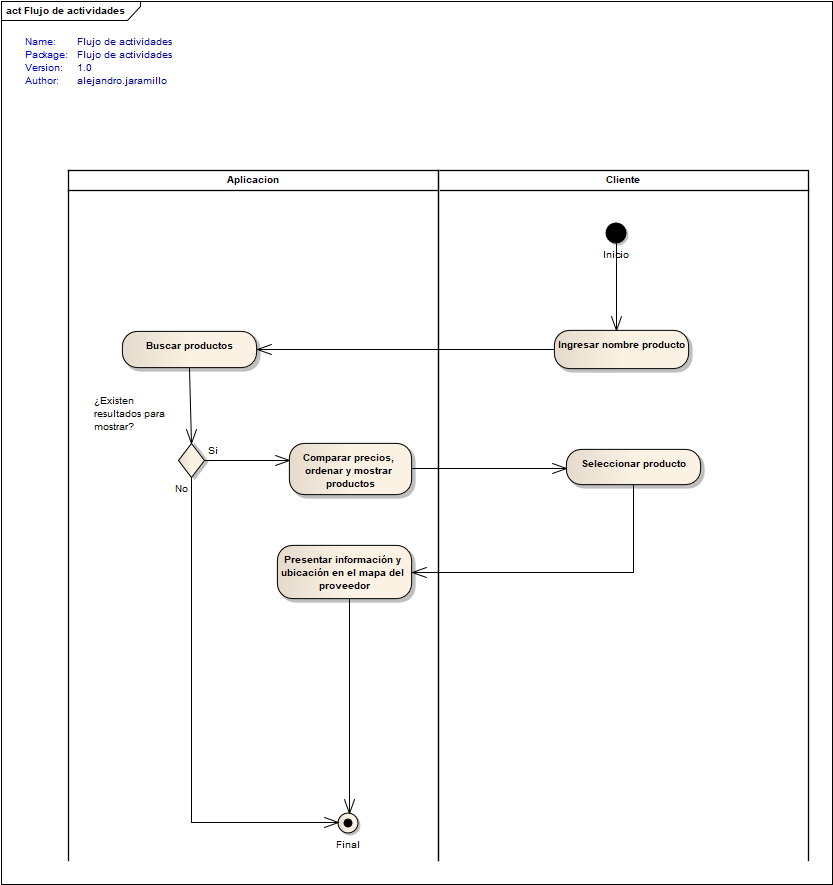 act Flujo de actividades
Name: Flujo de actividades
Package: Flujo de actividades
Version: 1.0
Author: alejandro.jaramillo
Aplicacion
Cliente
Inicio
Buscar productos
Ingresar nombre producto
¿Existen
resultados para
mostrar?
Si
No
Comparar precios,
ordenar y mostrar
productos
Seleccionar producto
Presentar información y
ubicación en el mapa del
proveedor
Final